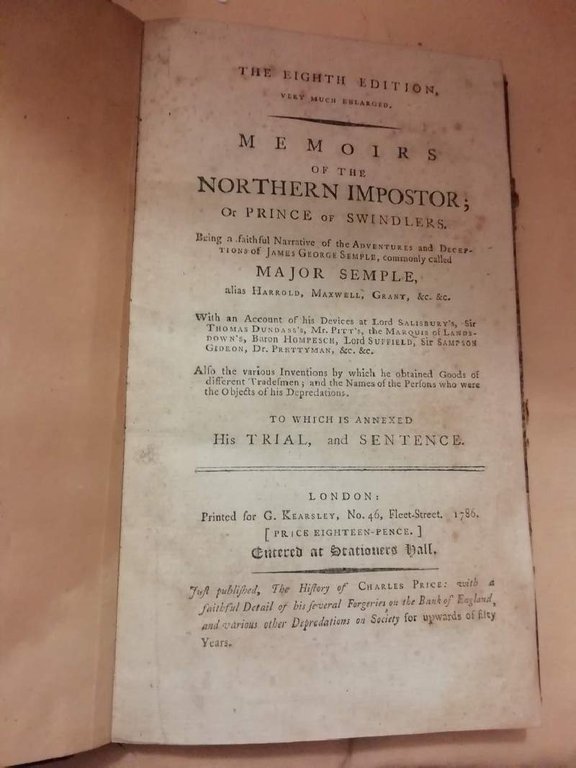 THE EIGHTH EDITION,
VERY MUCH ENLARGED.
MEMOIRS
OF THE
NORTHERN IMPOSTOR;
Or PRINCE OF SWINDLERS.
Being a faithful Narrative of the ADVENTURES and DECEP-
TIONS of JAMES GEORGE SEMPLE, commonly called
MAJOR SEMPLE,
alias HARROLD, MAXWELL, GRANT, &c. &c.
With an Account of his Devices at Lord SALISBURY's, Sir
THOMAS DUNDASS's, Mr. PITT's, the MARQUIS of LANDS-
DOWN's, Baron HOMPESCH, Lord SUFFIELD, Sir SAMPSON
GIDEON, Dr. PRETTYMAN, &c. &c.
Alſo the various Inventions by which he obtained Goods of
different Tradeſmen; and the Names of the Perſons who were
the Objects of his Depredations.
TO WHICH IS ANNEXED
His TRIAL, and SENTENCE.
LONDON:
Printed for G. KEARSLEY, No. 46, Fleet-Street. 1786.
[PRICE EIGHTEEN-PENCE.]
Entered at Stationers Hall.
Juſt publiſhed, The Hiſtory of CHARLES PRICE: with a
faithful Detail of his ſeveral Forgeries on the Bank of England,
and various other Depredations on Society for upwards of fifty
Years.